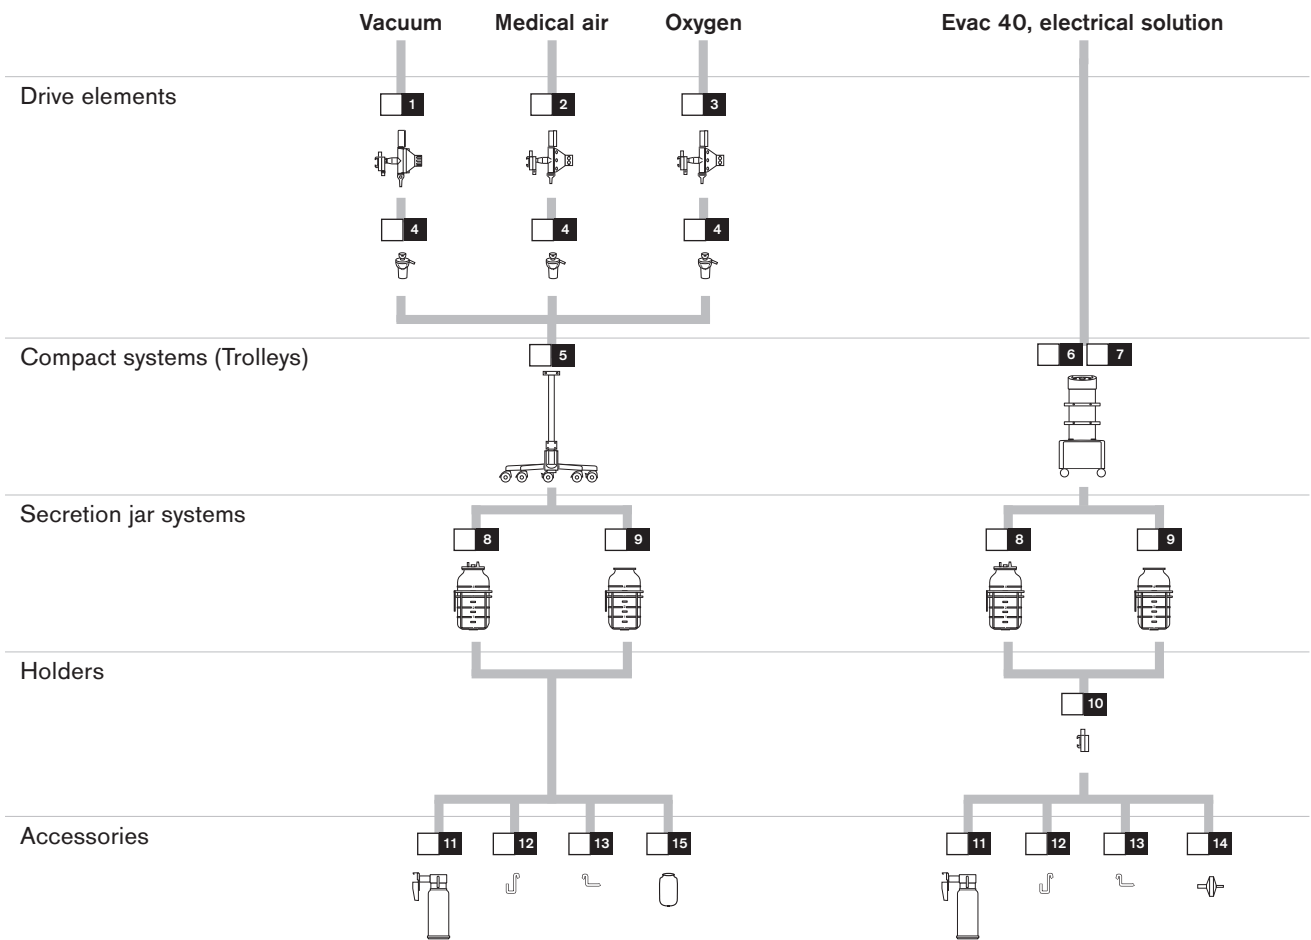 Vacuum Medical air Oxygen Evac 40, electrical solution
Drive elements
1 2 3
4 4 4
Compact systems (Trolleys)
5 6 7
Secretion jar systems
8 9 8 9
Holders
10
Accessories
11 12 13 15 11 12 13 14